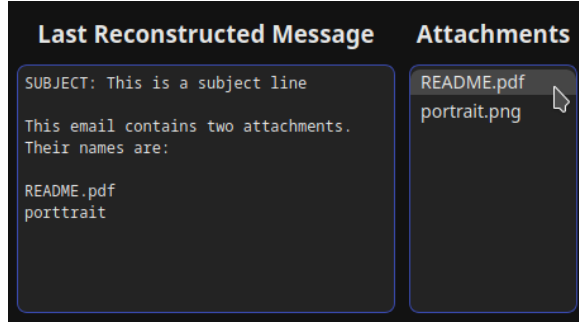 Last Reconstructed Message
SUBJECT: This is a subject line
This email contains two attachments.
Their names are:
README.pdf
porttrait
Attachments
README.pdf
portrait.png